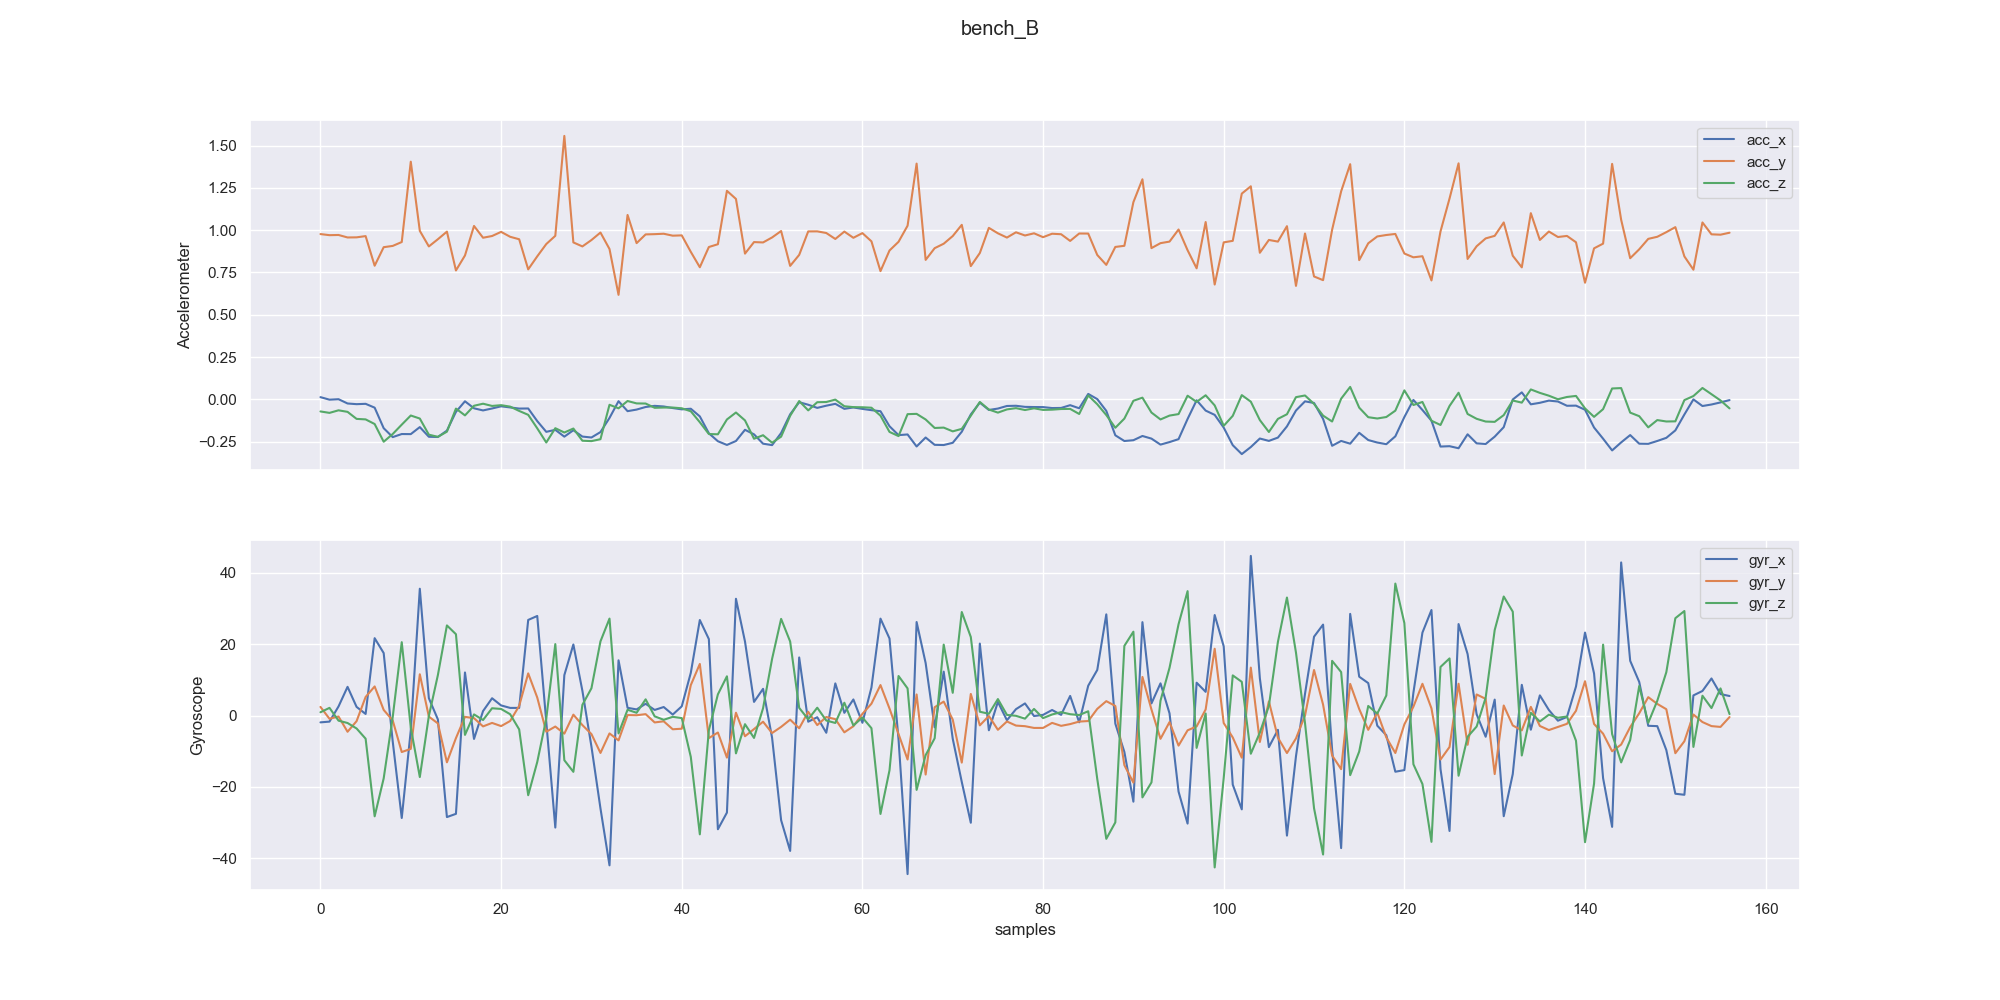 bench_B
1.50
1.25
1.00
0.75
0.50
0.25
0.00
−0.25
Accelerometer
acc_x
acc_y
acc_z
40
20
0
−20
−40
Gyroscope
gyr_x
gyr_y
gyr_z
0 20 40 60 80 100 120 140 160
samples